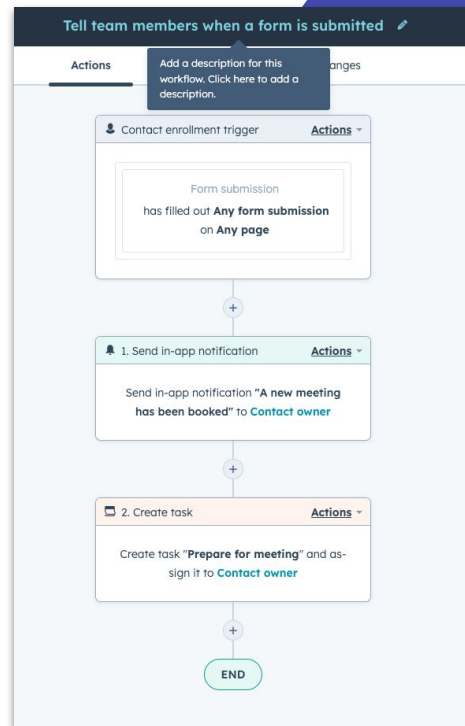 Tell team members when a form is submitted
Actions
anges
Add a description for this
workflow. Click here to add a
description.
Contact enrollment trigger Actions
Form submission
has filled out Any form submission
on Any page
+
1. Send in-app notification Actions
Send in-app notification "A new meeting
has been booked" to Contact owner
+
2. Create task Actions
Create task "Prepare for meeting" and as-
sign it to Contact owner
+
END